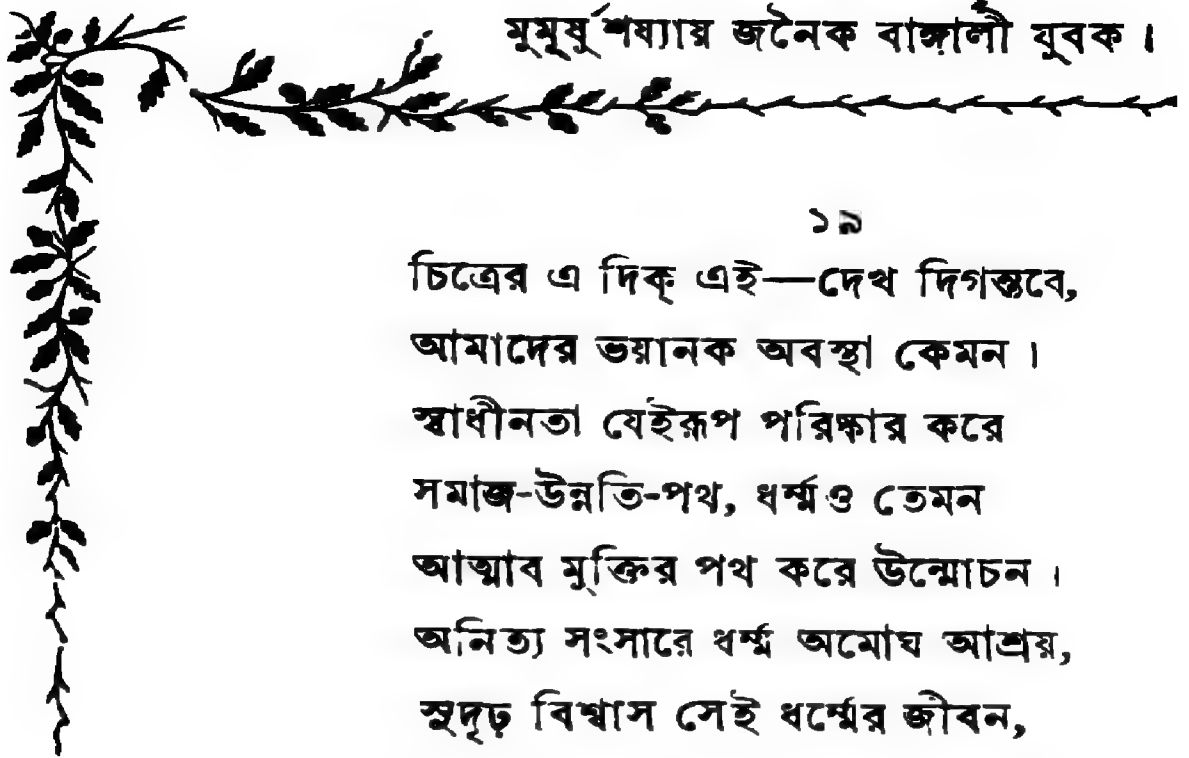 মুমূর্ষু শয্যায় জনৈক বাঙ্গালী যুবক।
১৯
চিত্রের এ দিক্ এই—দেখ দিগন্তবে,
আমাদের ভয়ানক অবস্থা কেমন।
স্বাধীনতা যেইরূপ পরিষ্কার করে
সমাজ-উন্নতি-পথ, ধর্ম্মও তেমন
আত্মাব মুক্তির পথ করে উন্মোচন।
অনিত্য সংসারে ধর্ম্ম অমোঘ আশ্রয়,
সুদৃঢ় বিশ্বাস সেই ধর্ম্মের জীবন,